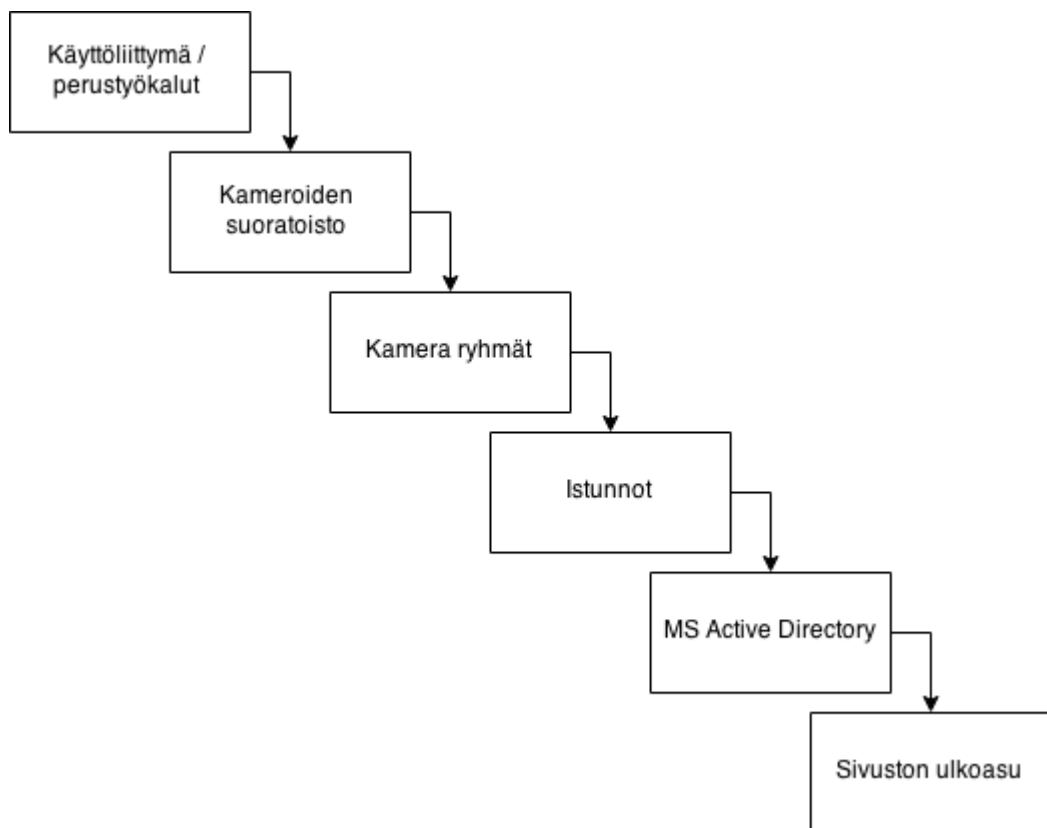 Käyttöliittymä /
perustyökalut
Kameroiden
suoratoisto
Kamera ryhmät
Istunnot
MS Active Directory
Sivuston ulkoasu